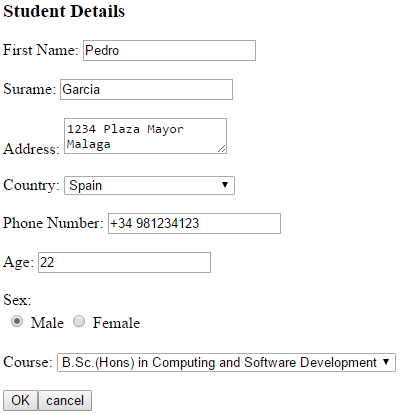 Student Details
First Name: Pedro
Surame: Garcia
Address: 1234 Plaza Mayor
Malaga
Country: Spain
Phone Number: +34 981234123
Age: 22
Sex:
Male Female
Course: B.Sc.(Hons) in Computing and Software Development
OK cancel